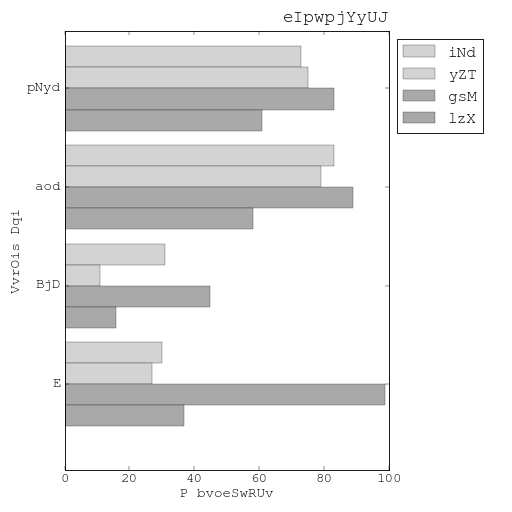 eIpwpjYyUJ
iNd
yZT
gsM
lzX
pNyd
aod
BjD
E
VvrOis Dqi
0 20 40 60 80 100
P bvoeSwRUv